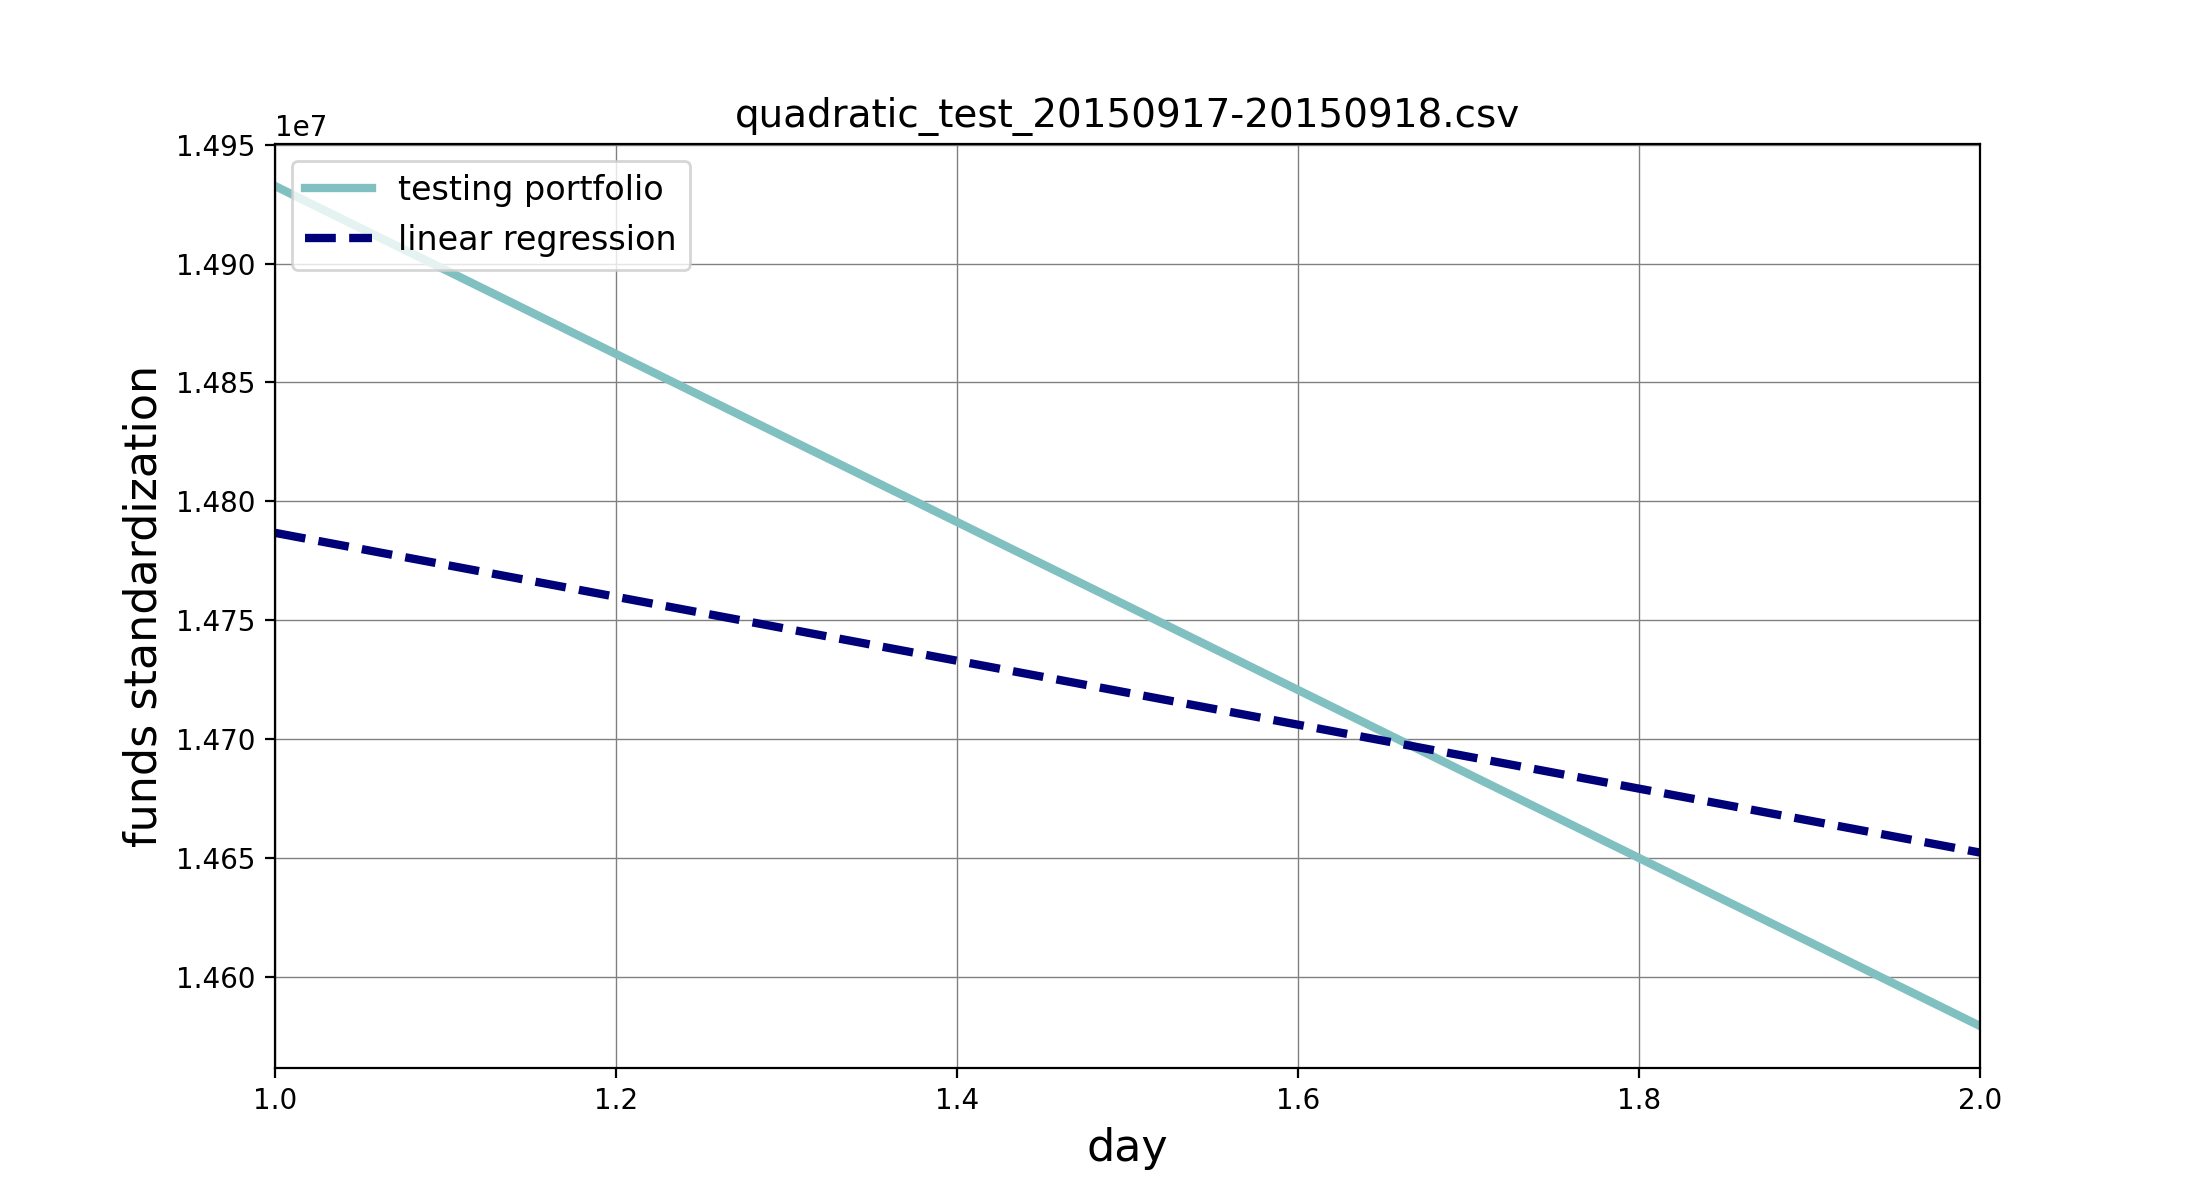 quadratic_test_20150917-20150918.csv
1e7
testing portfolio
linear regression
funds standardization
1.495
1.490
1.485
1.480
1.475
1.470
1.465
1.460
1.0 1.2 1.4 1.6 1.8 2.0
day